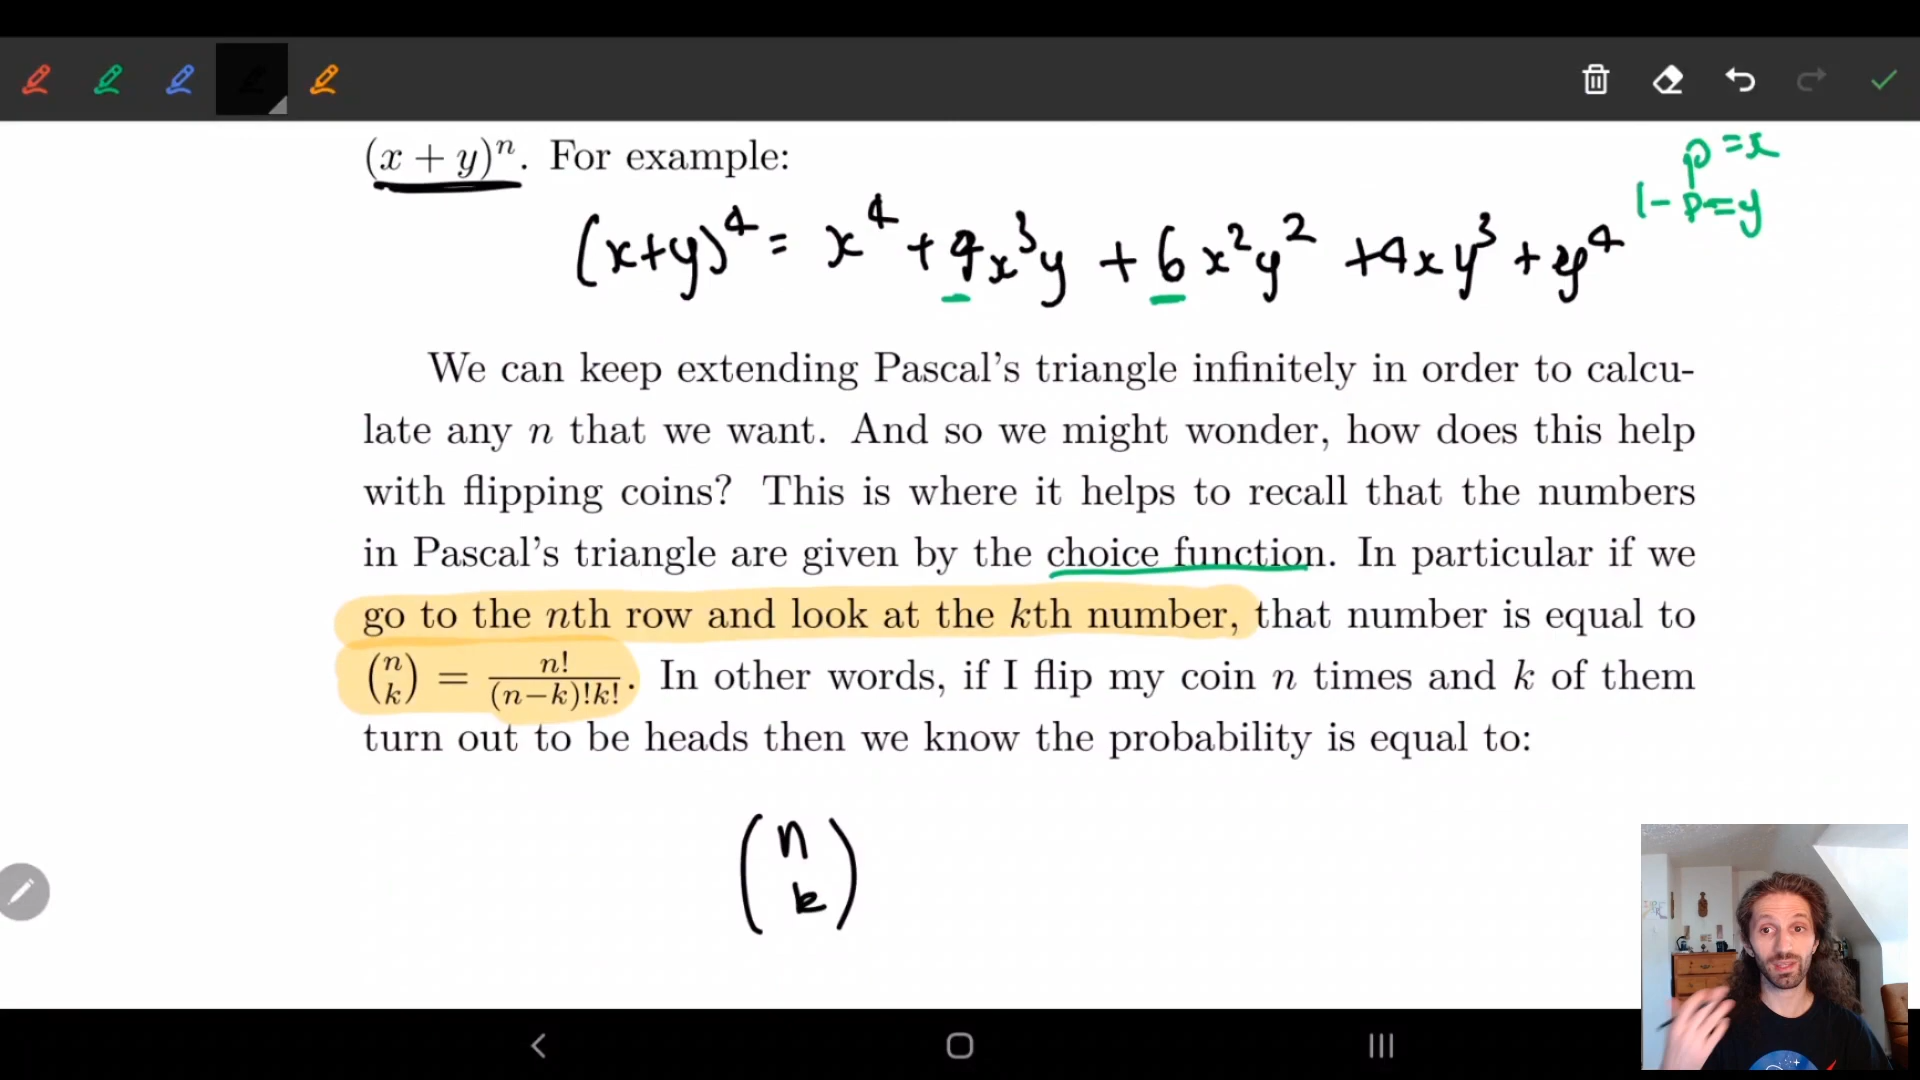 (x + y)^n. For example:
p = x
1 - p = y
(x+y)^4 = x^4 + 4x^3y + 6x^2y^2 + 4xy^3 + y^4
We can keep extending Pascal's triangle infinitely in order to calcu-
late any n that we want. And so we might wonder, how does this help
with flipping coins? This is where it helps to recall that the numbers
in Pascal's triangle are given by the choice function. In particular if we
go to the nth row and look at the kth number, that number is equal to
(n k) = n!/(n−k)!k!. In other words, if I flip my coin n times and k of them
turn out to be heads then we know the probability is equal to:
(n k)